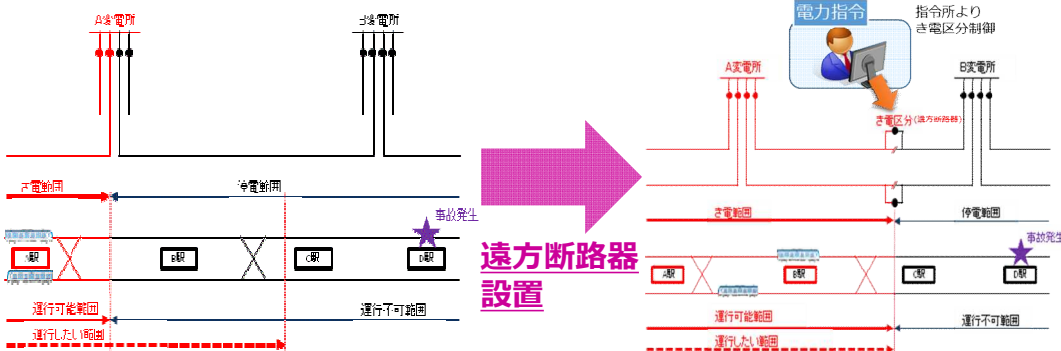 A変電所
B変電所
き電範囲
停電範囲
事故発生
A駅
B駅
C駅
D駅
運行可能範囲
運行不可範囲
運行したい範囲
遠方断路器
設置
電力指令
指令所より
き電区分制御
A変電所
B変電所
き電区分(遠方断路器)
き電範囲
停電範囲
事故発生
A駅
B駅
C駅
D駅
運行可能範囲
運行不可範囲
運行したい範囲